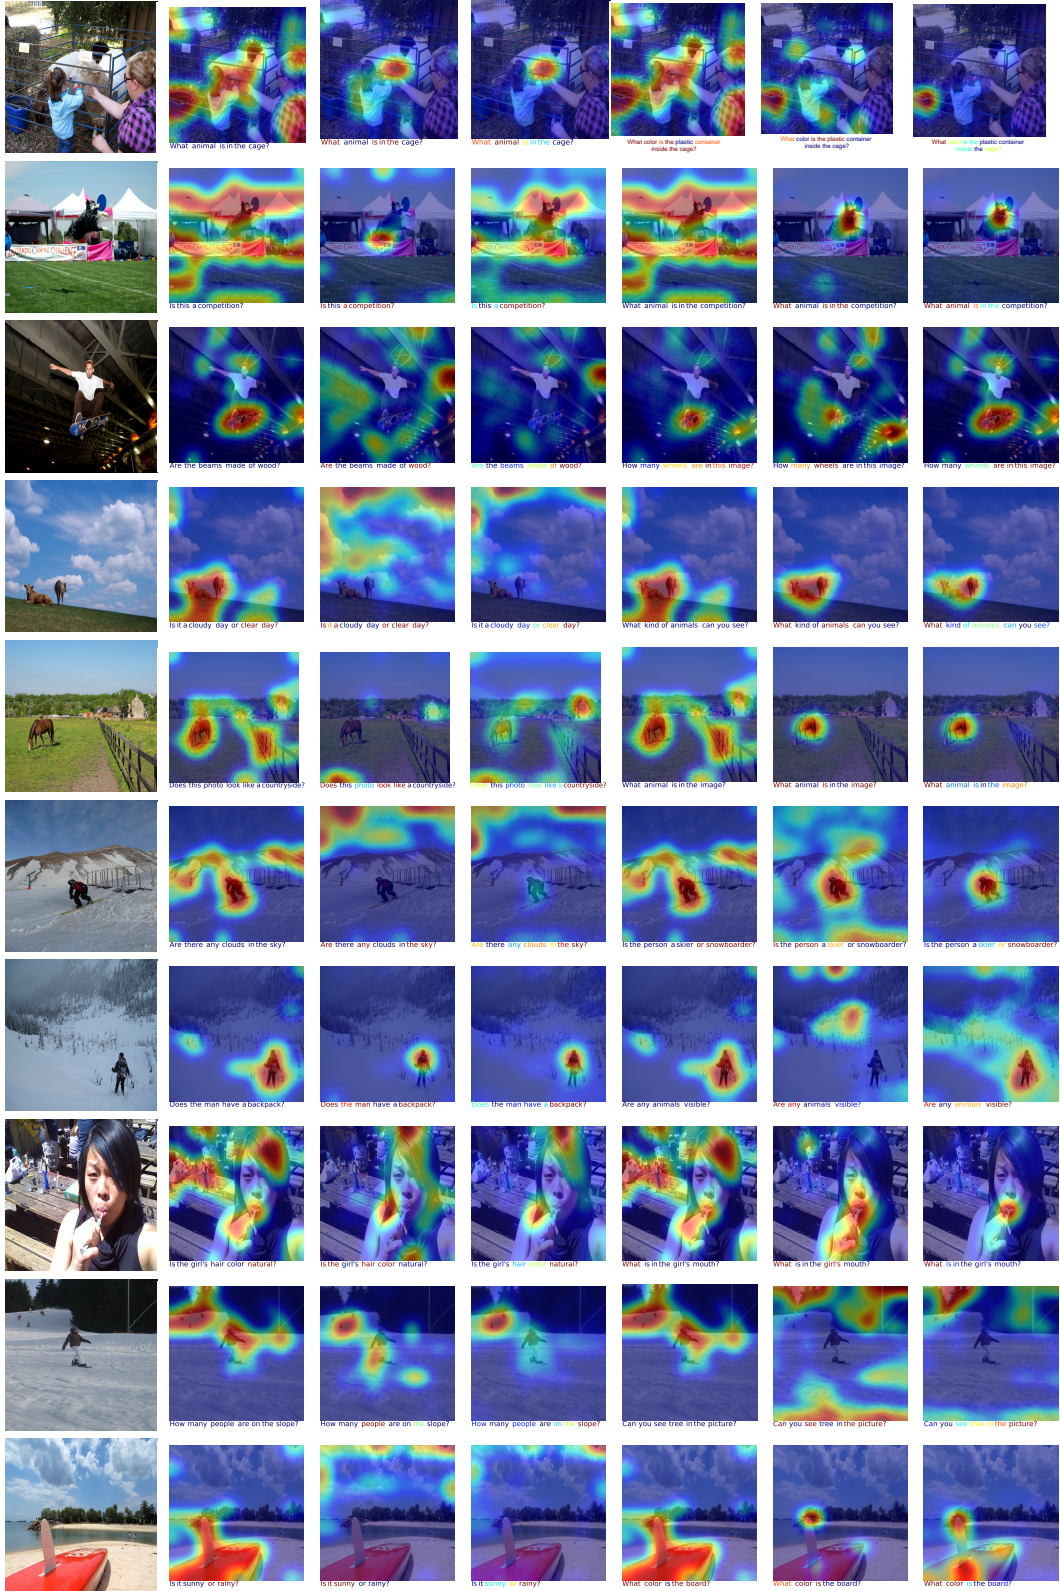 What animal is in the cage?
What animal is in the cage?
What animal is in the cage?
What color is the plastic container
inside the cage?
What color is the plastic container
inside the cage?
What color is the plastic container
inside the cage?
Is this a competition?
Is this a competition?
Is this a competition?
What animal is in the competition?
What animal is in the competition?
What animal is in the competition?
Are the beams made of wood?
Are the beams made of wood?
Are the beams made of wood?
How many wheels are in this image?
How many wheels are in this image?
How many wheels are in this image?
Is it a cloudy day or clear day?
Is it a cloudy day or clear day?
Is it a cloudy day or clear day?
What kind of animals can you see?
What kind of animals can you see?
What kind of animals can you see?
Does this photo look like a countryside?
Does this photo look like a countryside?
Does this photo look like a countryside?
What animal is in the image?
What animal is in the image?
What animal is in the image?
Are there any clouds in the sky?
Are there any clouds in the sky?
Are there any clouds in the sky?
Is the person a skier or snowboarder?
Is the person a skier or snowboarder?
Is the person a skier or snowboarder?
Does the man have a backpack?
Does the man have a backpack?
Does the man have a backpack?
Are any animals visible?
Are any animals visible?
Are any animals visible?
Is the girl's hair color natural?
Is the girl's hair color natural?
Is the girl's hair color natural?
What is in the girl's mouth?
What is in the girl's mouth?
What is in the girl's mouth?
How many people are on the slope?
How many people are on the slope?
How many people are on the slope?
Can you see tree in the picture?
Can you see tree in the picture?
Can you see tree in the picture?
Is it sunny or rainy?
Is it sunny or rainy?
Is it sunny or rainy?
What color is the board?
What color is the board?
What color is the board?